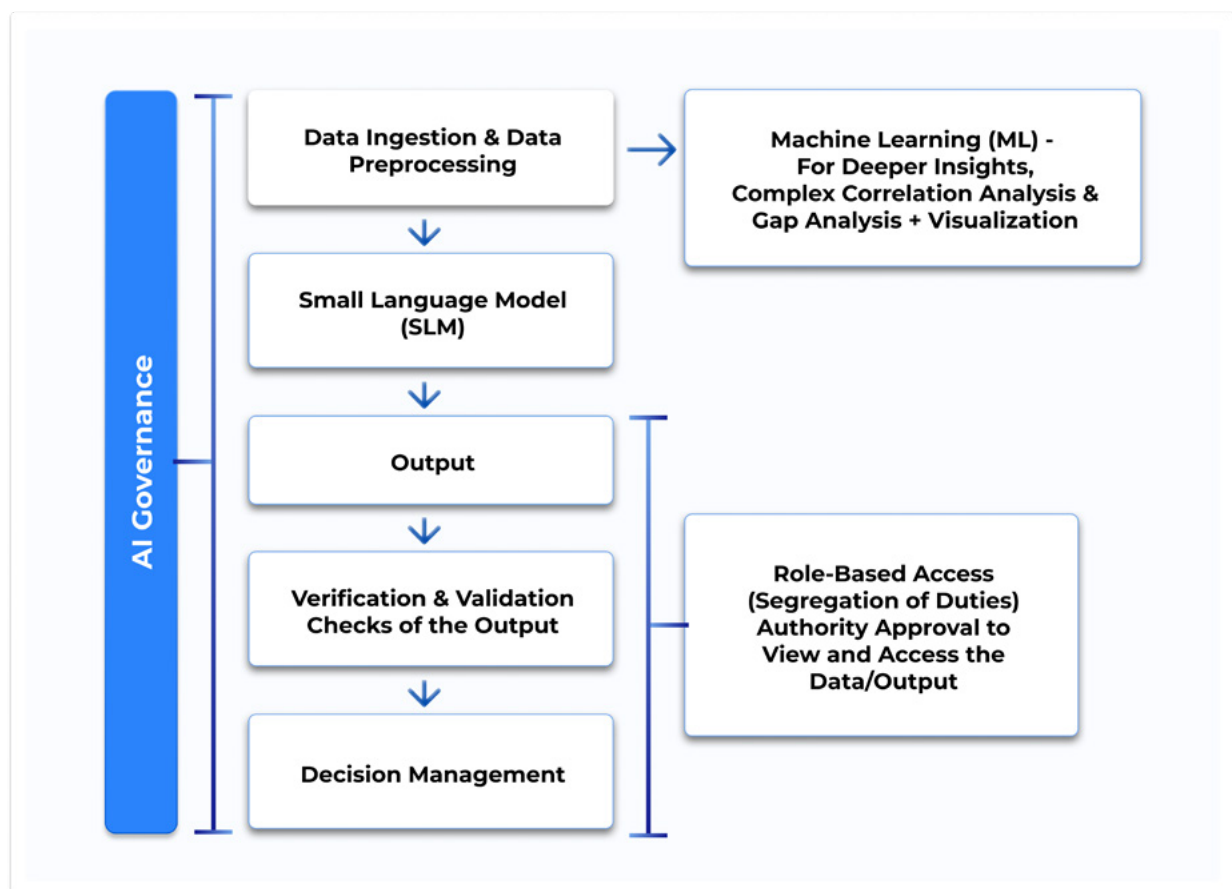 AI Governance
Data Ingestion & Data
Preprocessing
Machine Learning (ML) -
For Deeper Insights,
Complex Correlation Analysis &
Gap Analysis + Visualization
Small Language Model
(SLM)
Output
Verification & Validation
Checks of the Output
Role-Based Access
(Segregation of Duties)
Authority Approval to
View and Access the
Data/Output
Decision Management